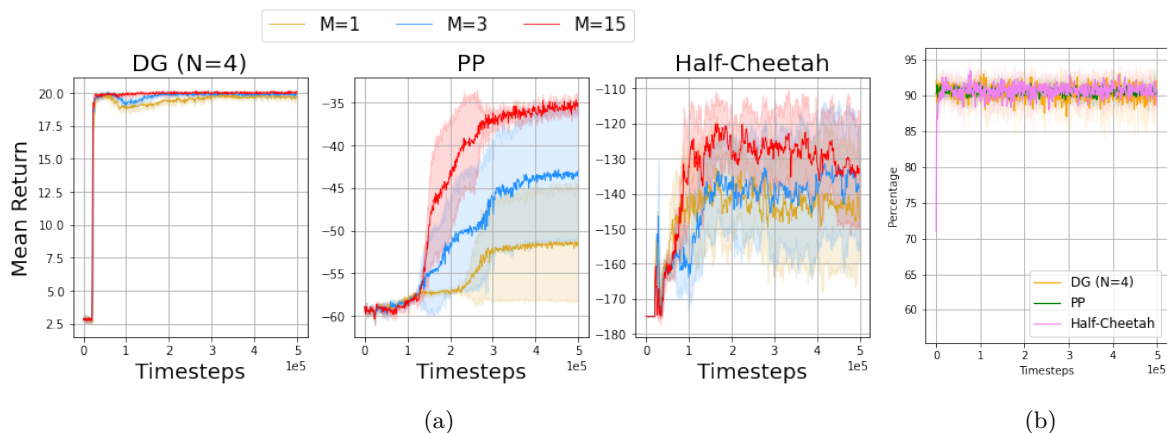 M=1 M=3 M=15
DG (N=4) PP Half-Cheetah
Mean Return
20.0
17.5
15.0
12.5
10.0
7.5
5.0
2.5
0 1 2 3 4 5
1e5
Timesteps
−35
−40
−45
−50
−55
−60
0 1 2 3 4 5
1e5
Timesteps
−110
−120
−130
−140
−150
−160
−170
−180
0 1 2 3 4 5
1e5
Timesteps
(a)
Percentage
95
90
85
80
75
70
65
60
DG (N=4)
PP
Half-Cheetah
0 1 2 3 4 5
Timesteps 1e5
(b)